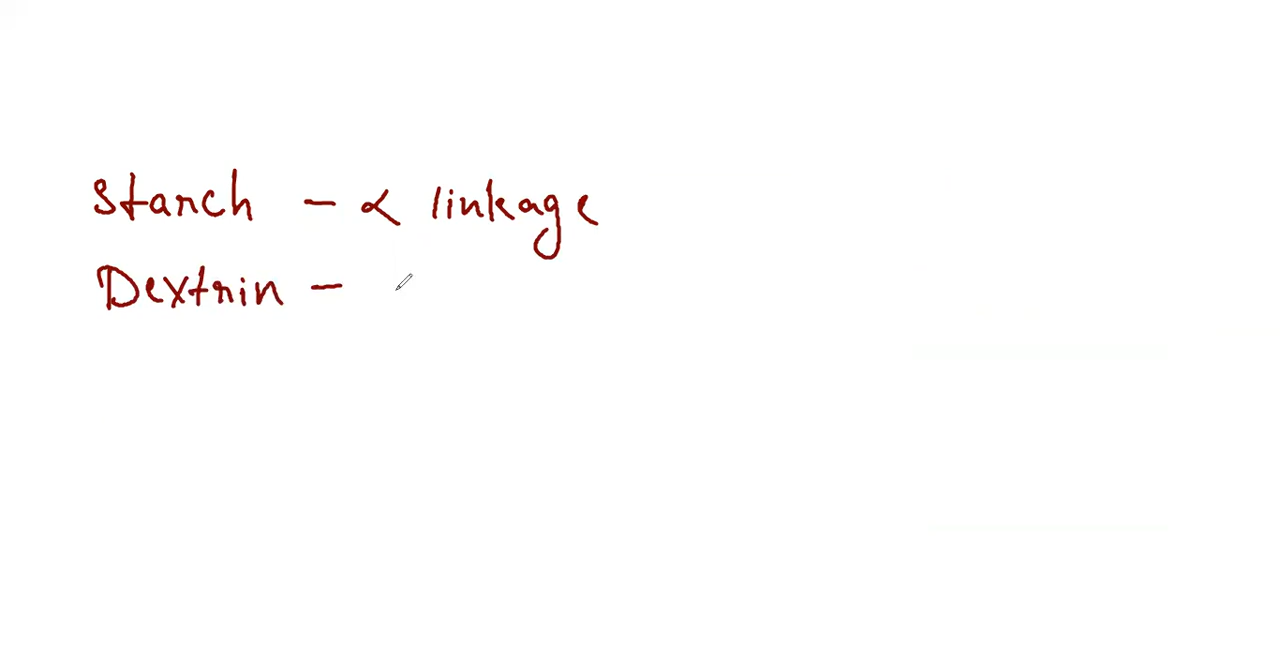 Starch - α linkage
Dextrin -